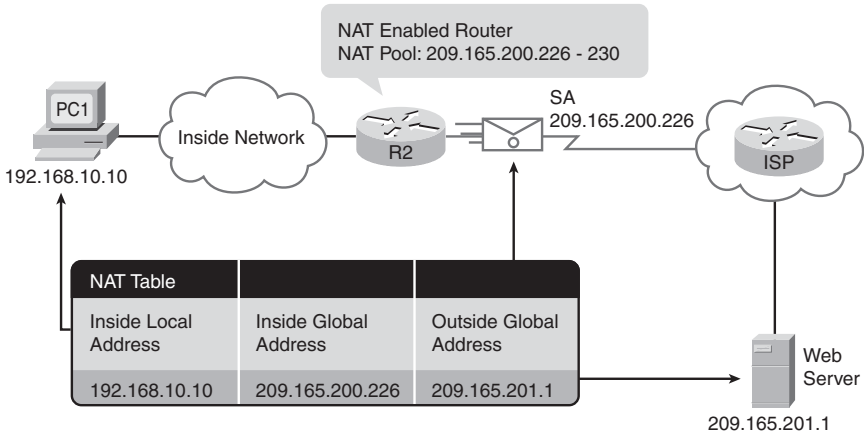 NAT Enabled Router
NAT Pool: 209.165.200.226 - 230
PC1
Inside Network
R2
SA
209.165.200.226
ISP
192.168.10.10
NAT Table
Inside Local
Address
Inside Global
Address
Outside Global
Address
192.168.10.10
209.165.200.226
209.165.201.1
Web
Server
209.165.201.1